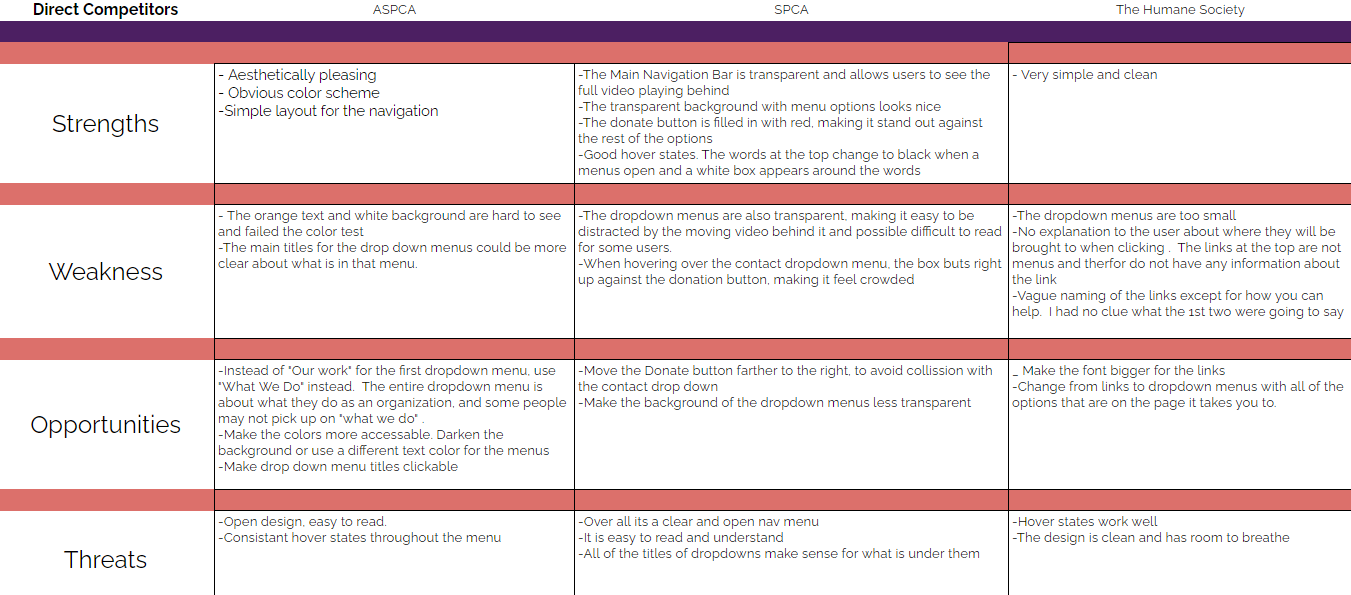 Direct Competitors
ASPCA
SPCA
The Humane Society
Strengths
- Aesthetically pleasing
- Obvious color scheme
-Simple layout for the navigation
-The Main Navigation Bar is transparent and allows users to see the
full video playing behind
-The transparent background with menu options looks nice
-The donate button is filled in with red, making it stand out against
the rest of the options
-Good hover states. The words at the top change to black when a
menus open and a white box appears around the words
- Very simple and clean
Weakness
- The orange text and white background are hard to see
and failed the color test
-The main titles for the drop down menus could be more
clear about what is in that menu.
-The dropdown menus are also transparent, making it easy to be
distracted by the moving video behind it and possible difficult to read
for some users.
-When hovering over the contact dropdown menu, the box buts right
up against the donation button, making it feel crowded
-The dropdown menus are too small
-No explanation to the user about where they will be
brought to when clicking .  The links at the top are not
menus and therfor do not have any information about
the link
-Vague naming of the links except for how you can
help.  I had no clue what the 1st two were going to say
Opportunities
-Instead of "Our work" for the first dropdown menu, use
"What We Do" instead.  The entire dropdown menu is
about what they do as an organization, and some people
may not pick up on "what we do" .
-Make the colors more accessable. Darken the
background or use a different text color for the menus
-Make drop down menu titles clickable
-Move the Donate button farther to the right, to avoid collission with
the contact drop down
-Make the background of the dropdown menus less transparent
_ Make the font bigger for the links
-Change from links to dropdown menus with all of the
options that are on the page it takes you to.
Threats
-Open design, easy to read.
-Consistant hover states throughout the menu
-Over all its a clear and open nav menu
-It is easy to read and understand
-All of the titles of dropdowns make sense for what is under them
-Hover states work well
-The design is clean and has room to breathe